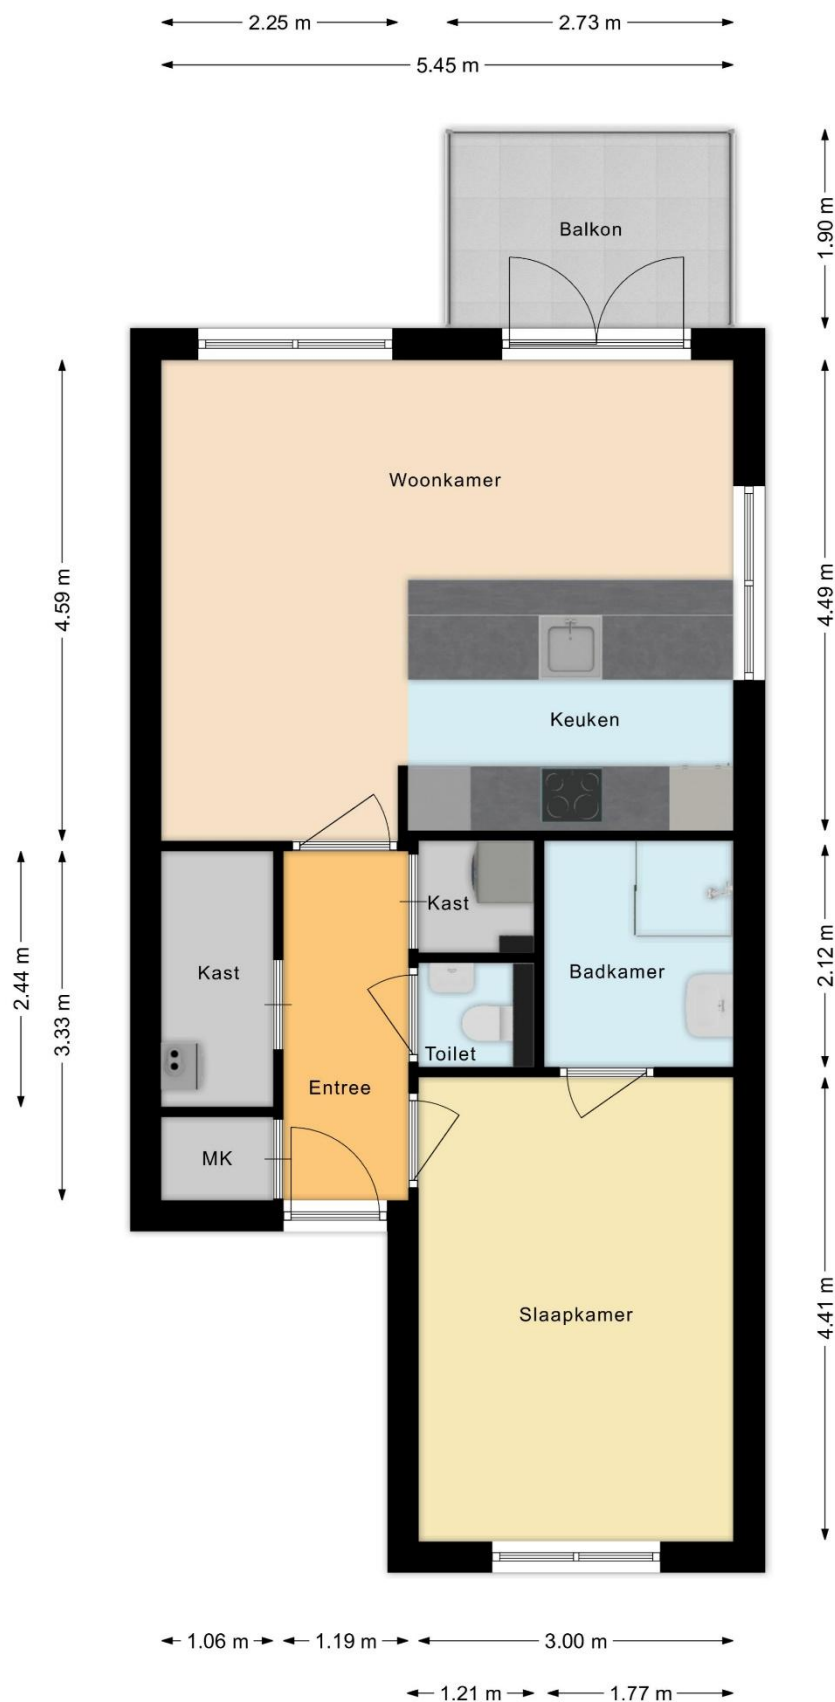 2.25 m
2.73 m
5.45 m
1.90 m
Balkon
Woonkamer
4.59 m
4.49 m
Keuken
Kast
Kast
Badkamer
2.44 m
3.33 m
2.12 m
Toilet
Entree
MK
Slaapkamer
4.41 m
1.06 m
1.19 m
3.00 m
1.21 m
1.77 m